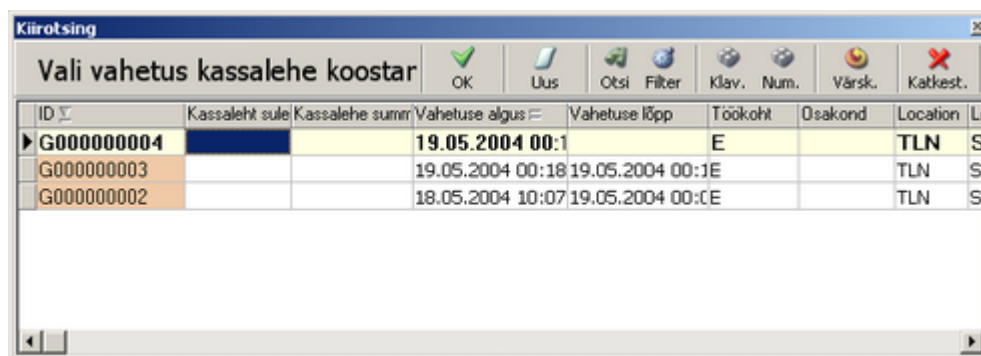 Kiirotsing
Vali vahetus kassalehe koostar
OK Uus Otsi Filter Klav. Num. Värsk. Katkest.
ID Kassaleht sule Kassalehe summ Vahetuse algus Vahetuse lõpp Töökoht Osakond Location L
G000000004 19.05.2004 00:1 E TLN S
G000000003 19.05.2004 00:18 19.05.2004 00:1 E TLN S
G000000002 18.05.2004 10:07 19.05.2004 00:0 E TLN S